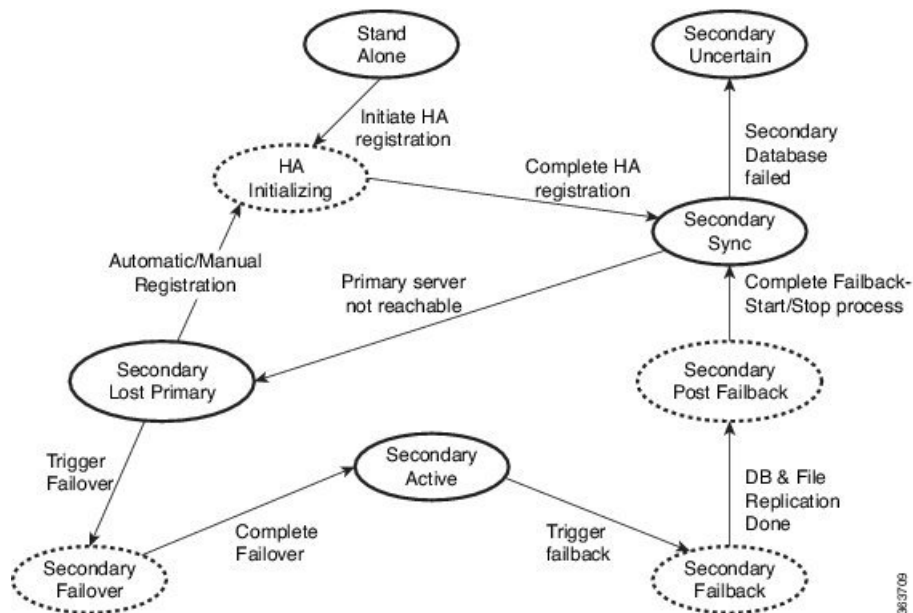 Stand
Alone
Secondary
Uncertain
Initiate HA
registration
Secondary
Database
failed
HA
Initializing
Complete HA
registration
Secondary
Sync
Automatic/Manual
Registration
Primary server
not reachable
Complete Failback-
Start/Stop process
Secondary
Lost Primary
Secondary
Post Failback
Trigger
Failover
Secondary
Active
DB & File
Replication
Done
Complete
Failover
Trigger
failback
Secondary
Failover
Secondary
Failback
363709